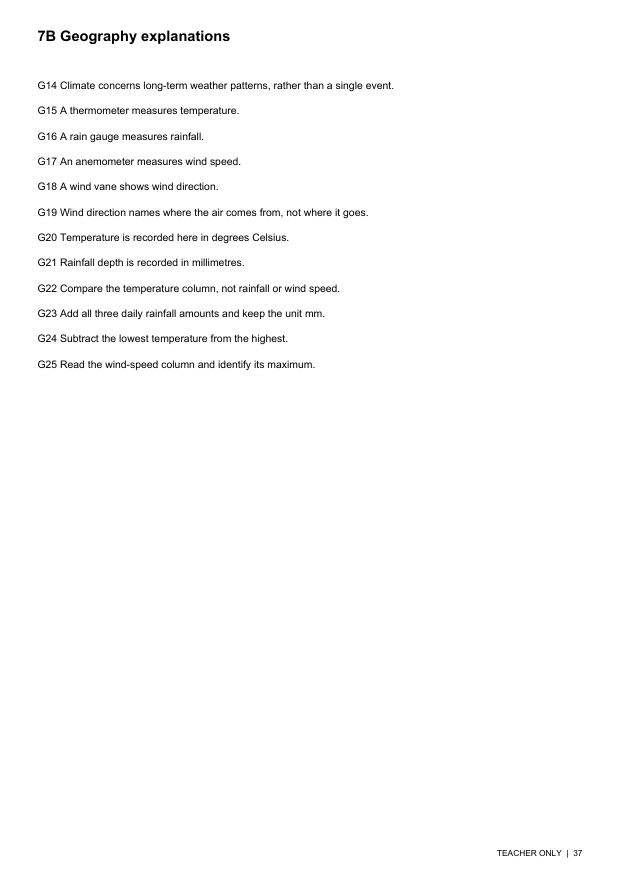 7B Geography explanations
G14 Climate concerns long-term weather patterns, rather than a single event.
G15 A thermometer measures temperature.
G16 A rain gauge measures rainfall.
G17 An anemometer measures wind speed.
G18 A wind vane shows wind direction.
G19 Wind direction names where the air comes from, not where it goes.
G20 Temperature is recorded here in degrees Celsius.
G21 Rainfall depth is recorded in millimetres.
G22 Compare the temperature column, not rainfall or wind speed.
G23 Add all three daily rainfall amounts and keep the unit mm.
G24 Subtract the lowest temperature from the highest.
G25 Read the wind-speed column and identify its maximum.
TEACHER ONLY | 37